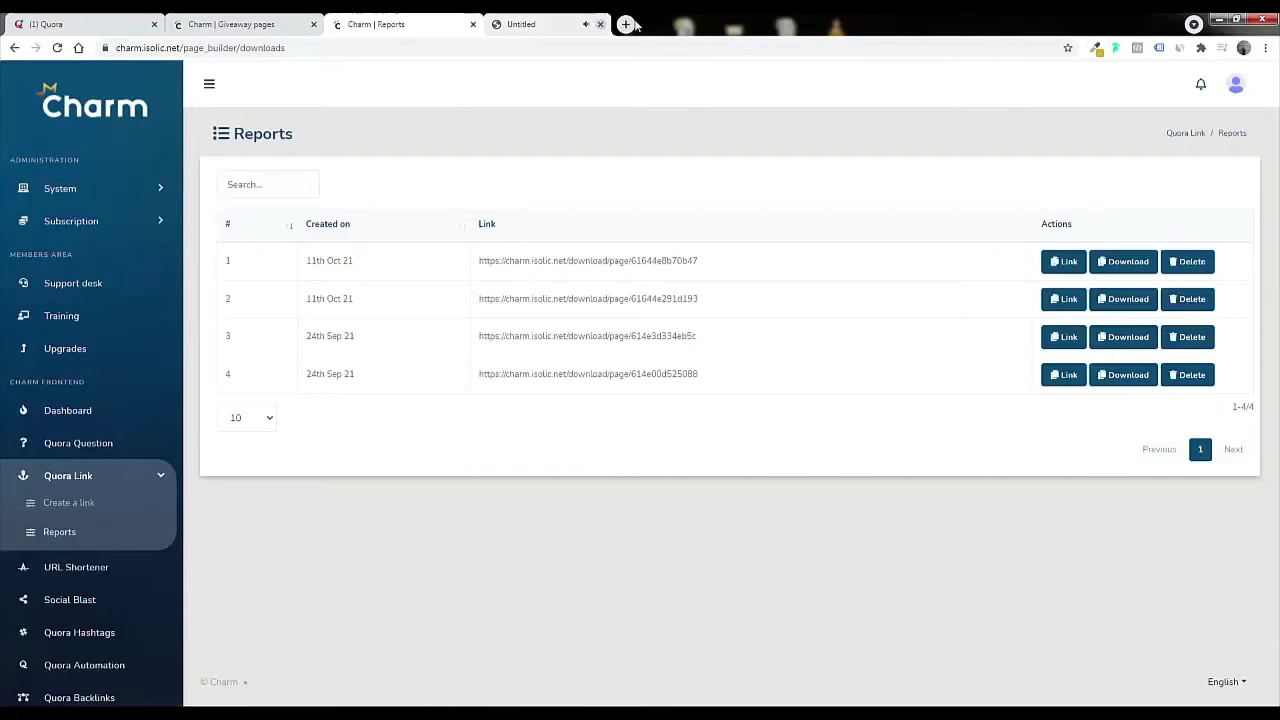 (1) Quora
Charm | Giveaway pages
Charm | Reports
Untitled
charm.isolic.net/page_builder/downloads
Charm
ADMINISTRATION
System
Subscription
MEMBERS AREA
Support desk
Training
Upgrades
CHARM FRONTEND
Dashboard
Quora Question
Quora Link
Create a link
Reports
URL Shortener
Social Blast
Quora Hashtags
Quora Automation
Quora Backlinks
Reports
Quora Link / Reports
Search...
# Created on Link Actions
1 11th Oct 21 https://charm.isolic.net/download/page/61644e8b70b47 Link Download Delete
2 11th Oct 21 https://charm.isolic.net/download/page/61644e291d193 Link Download Delete
3 24th Sep 21 https://charm.isolic.net/download/page/614e3d334eb5c Link Download Delete
4 24th Sep 21 https://charm.isolic.net/download/page/614e00d525088 Link Download Delete
10
1-4/4
Previous 1 Next
© Charm •
English